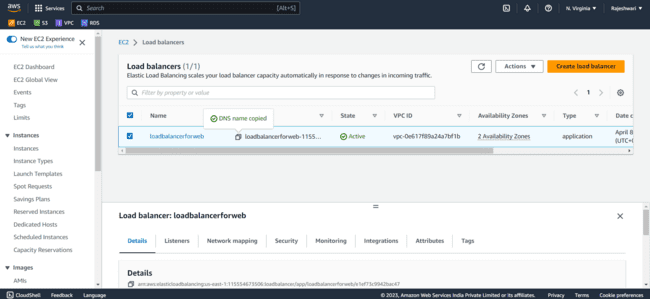 aws
Services
Search
[Alt+S]
N. Virginia
Rajeshwari
EC2
S3
VPC
RDS
New EC2 Experience
Tell us what you think
EC2 Dashboard
EC2 Global View
Events
Tags
Limits
Instances
Instances
Instance Types
Launch Templates
Spot Requests
Savings Plans
Reserved Instances
Dedicated Hosts
Scheduled Instances
Capacity Reservations
Images
AMIs
EC2
Load balancers
Load balancers (1/1)
Elastic Load Balancing scales your load balancer capacity automatically in response to changes in incoming traffic.
Actions
Create load balancer
Filter by property or value
1
DNS name copied
Name
State
VPC ID
Availability Zones
Type
Date c
loadbalancerforweb
loadbalancerforweb-1155...
Active
vpc-0e617f89a24a7bf1b
2 Availability Zones
application
April 8
(UTC+0
Load balancer: loadbalancerforweb
Details
Listeners
Network mapping
Security
Monitoring
Integrations
Attributes
Tags
Details
CloudShell
Feedback
Language
© 2023, Amazon Web Services India Private Limited or its affiliates.
Privacy
Terms
Cookie preferences